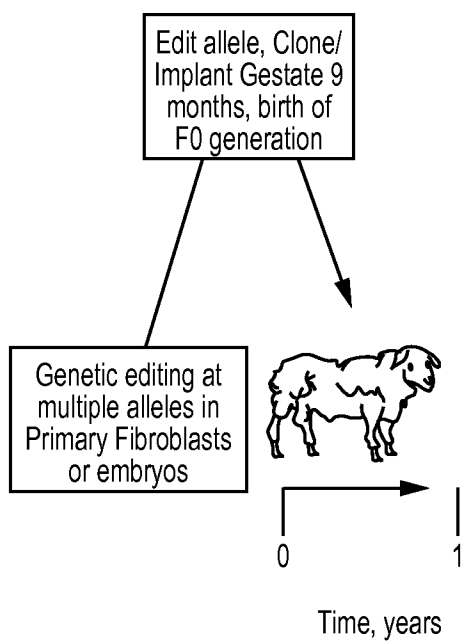 Edit allele, Clone/
Implant Gestate 9
months, birth of
F0 generation
Genetic editing at
multiple alleles in
Primary Fibroblasts
or embryos
0
1
Time, years